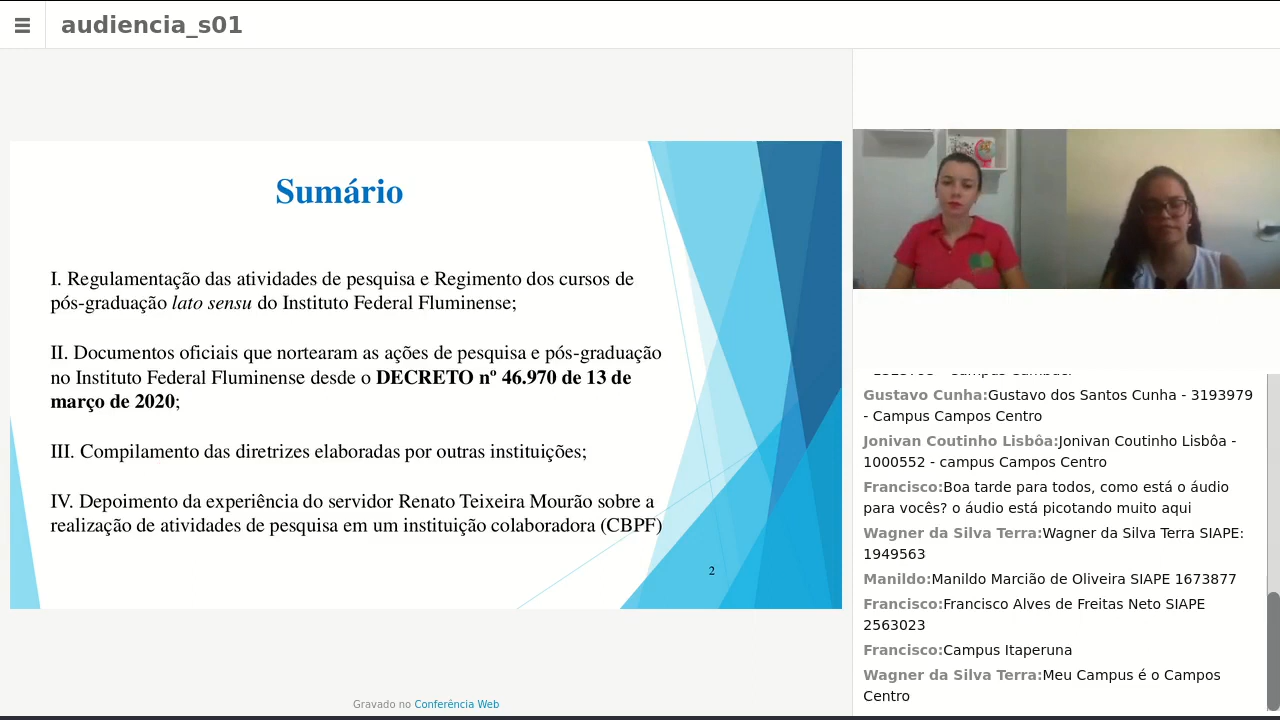 audiencia_s01
Sumário
I. Regulamentação das atividades de pesquisa e Regimento dos cursos de
pós-graduação lato sensu do Instituto Federal Fluminense;
II. Documentos oficiais que nortearam as ações de pesquisa e pós-graduação
no Instituto Federal Fluminense desde o DECRETO nº 46.970 de 13 de
março de 2020;
III. Compilamento das diretrizes elaboradas por outras instituições;
IV. Depoimento da experiência do servidor Renato Teixeira Mourão sobre a
realização de atividades de pesquisa em um instituição colaboradora (CBPF)
2
Gravado no Conferência Web
Gustavo Cunha:Gustavo dos Santos Cunha - 3193979
- Campus Campos Centro
Jonivan Coutinho Lisbôa:Jonivan Coutinho Lisbôa -
1000552 - campus Campos Centro
Francisco:Boa tarde para todos, como está o áudio
para vocês? o áudio está picotando muito aqui
Wagner da Silva Terra:Wagner da Silva Terra SIAPE:
1949563
Manildo:Manildo Marcião de Oliveira SIAPE 1673877
Francisco:Francisco Alves de Freitas Neto SIAPE
2563023
Francisco:Campus Itaperuna
Wagner da Silva Terra:Meu Campus é o Campos
Centro